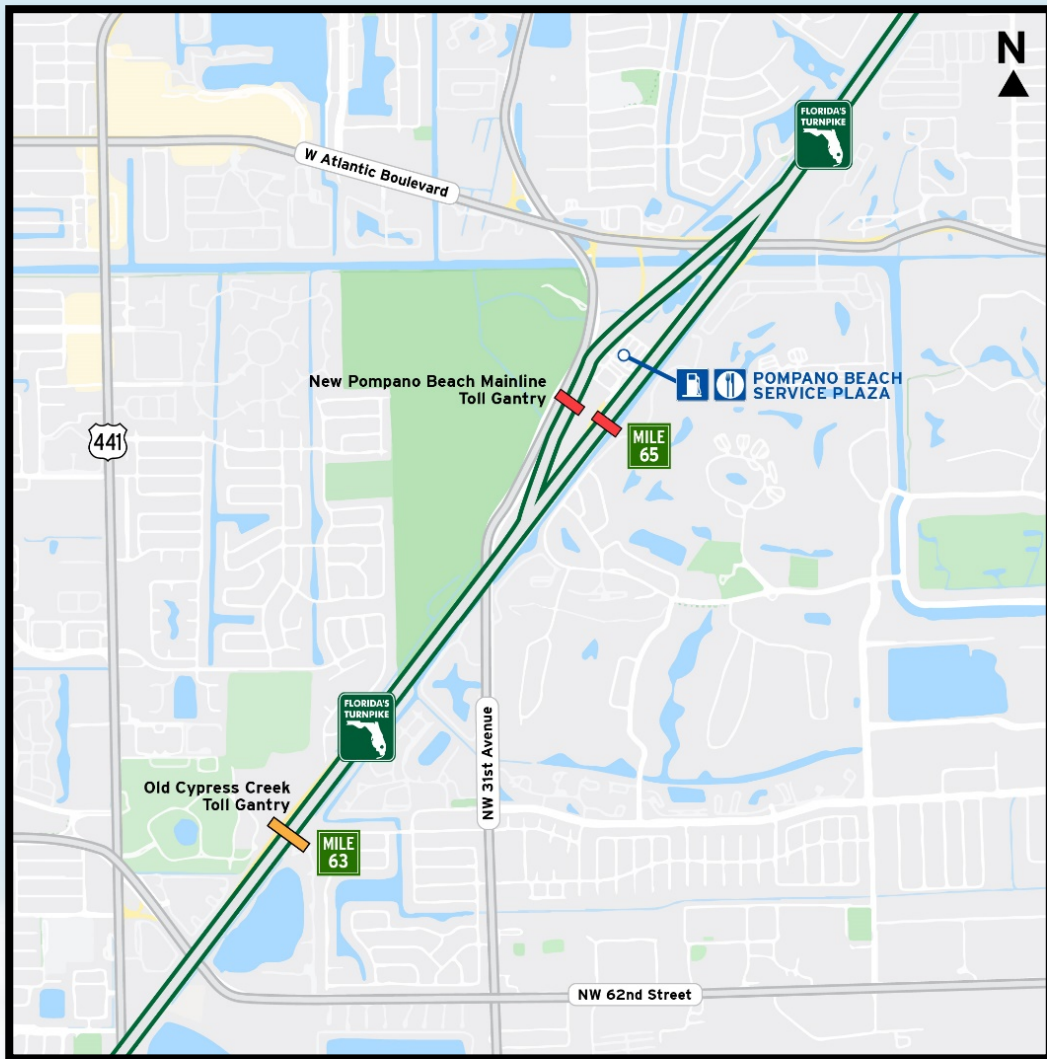 N
FLORIDA'S
TURNPIKE
W Atlantic Boulevard
New Pompano Beach Mainline
Toll Gantry
POMPANO BEACH
SERVICE PLAZA
441
MILE
65
FLORIDA'S
TURNPIKE
NW 31st Avenue
Old Cypress Creek
Toll Gantry
MILE
63
NW 62nd Street